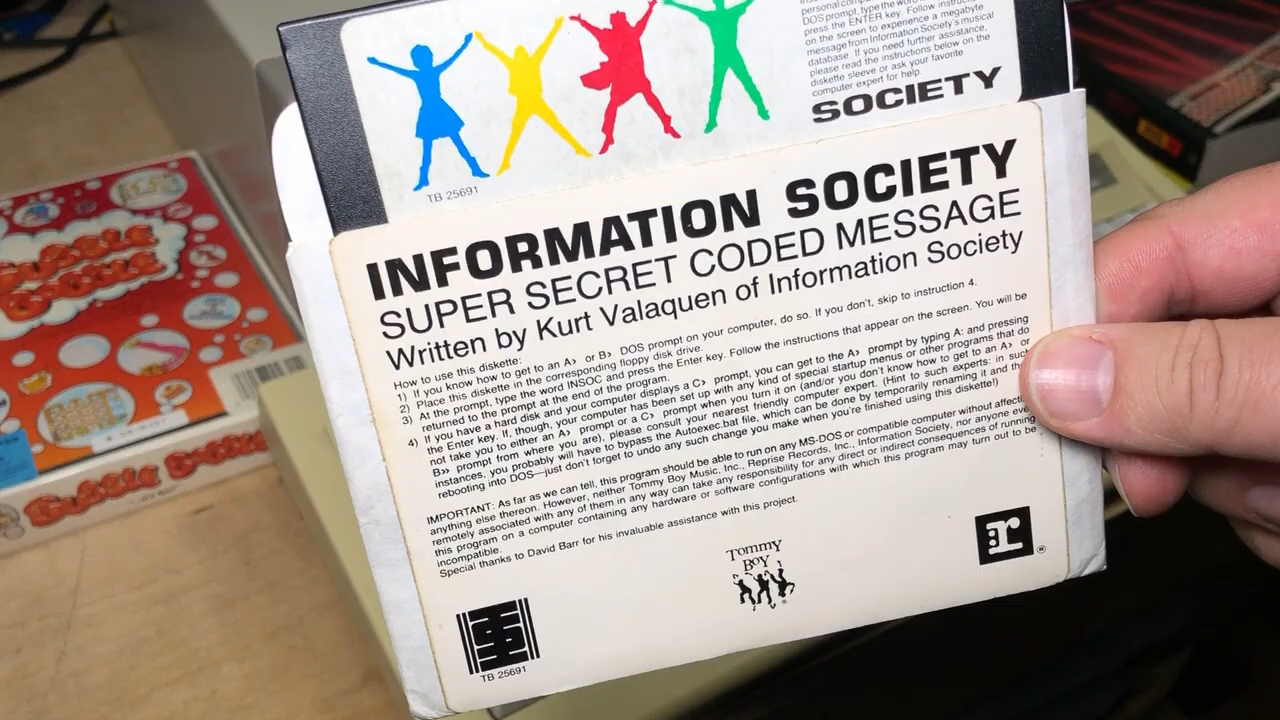 personal comp
DOS prompt, type the word
press the ENTER key. Follow instruc
on the screen to experience a megabyte
message from Information Society's musical
database. If you need further assistance,
please read the instructions below on the
diskette sleeve or ask your favorite
computer expert for help.
SOCIETY
TB 25691
INFORMATION SOCIETY
SUPER SECRET CODED MESSAGE
Written by Kurt Valaquen of Information Society
How to use this diskette:
1) If you know how to get to an A> or B> DOS prompt on your computer, do so. If you don't, skip to instruction 4.
2) Place this diskette in the corresponding floppy disk drive.
3) At the prompt, type the word INSOC and press the Enter key. Follow the instructions that appear on the screen. You will be
returned to the prompt at the end of the program.
4) If you have a hard disk and your computer displays a C> prompt, you can get to the A> prompt by typing A: and pressing
the Enter key. If, though, your computer has been set up with any kind of special startup menus or other programs that do
not take you to either an A> prompt or a C> prompt when you turn it on (and/or you don't know how to get to an A> or
B> prompt from where you are), please consult your nearest friendly computer expert. (Hint to such experts: in such
instances, you probably will have to bypass the Autoexec.bat file, which can be done by temporarily renaming it and
rebooting into DOS—just don't forget to undo any such change you make when you're finished using this diskette!)
IMPORTANT: As far as we can tell, this program should be able to run on any MS-DOS or compatible computer without affecti
anything else thereon. However, neither Tommy Boy Music, Inc., Reprise Records, Inc., Information Society, nor anyone eve
remotely associated with any of them in any way can take any responsibility for any direct or indirect consequences of running
this program on a computer containing any hardware or software configurations with which this program may turn out to be
incompatible.
Special thanks to David Barr for his invaluable assistance with this project.
Tommy
BOY
r
®
TB 25691
BUBBLE
BOBBLE
BUBBLE BOBBLE